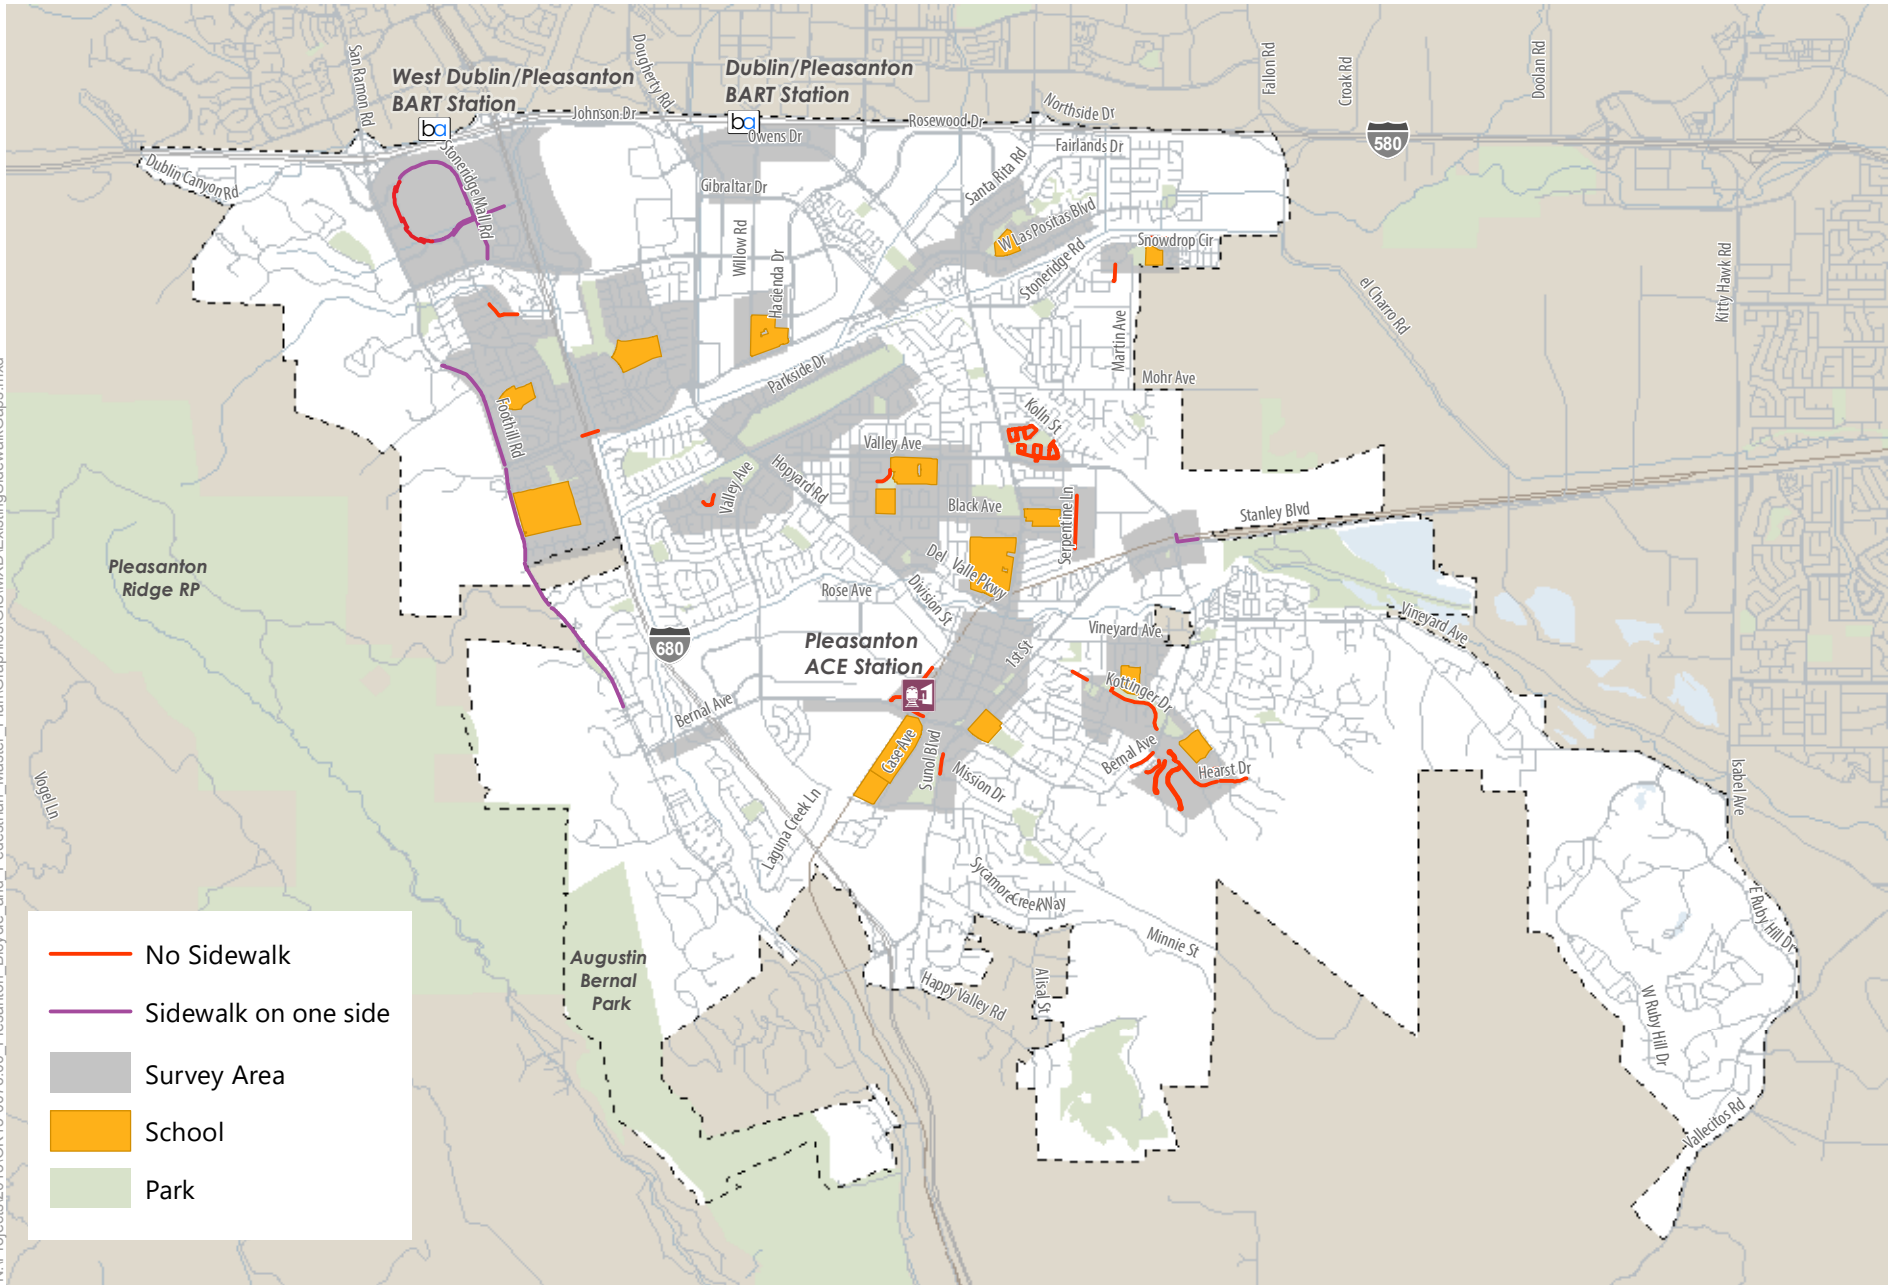 San Ramon Rd
West Dublin/Pleasanton
BART Station
ba
Dougherty Rd
Dublin/Pleasanton
BART Station
ba
Johnson Dr
Owens Dr
Rosewood Dr
Northside Dr
Fallon Rd
Croak Rd
Doolan Rd
580
Dublin Canyon Rd
Stoneridge Mall Rd
Gibraltar Dr
Santa Rita Rd
Fairlands Dr
W Las Positas Blvd
Stoneridge Rd
Snowdrop Cir
Willow Rd
Hacienda Dr
el Charro Rd
Kitty Hawk Rd
Martin Ave
Mohr Ave
Parkside Dr
Foothill Rd
Kolln St
Valley Ave
Valley Ave
Hopyard Rd
Black Ave
Serpentine Ln
Stanley Blvd
Del Valle Pkwy
Division St
Rose Ave
Pleasanton
Ridge RP
680
Pleasanton
ACE Station
1st St
Vineyard Ave
Vineyard Ave
Kottinger Dr
Bernal Ave
Bernal Ave
Hearst Dr
Case Ave
Sunol Blvd
Mission Dr
Laguna Creek Ln
Vogel Ln
Isabel Ave
Sycamore Creek Way
Minnie St
Happy Valley Rd
Alisal St
E Ruby Hill Dr
W Ruby Hill Dr
Vallecitos Rd
Augustin
Bernal
Park
No Sidewalk
Sidewalk on one side
Survey Area
School
Park